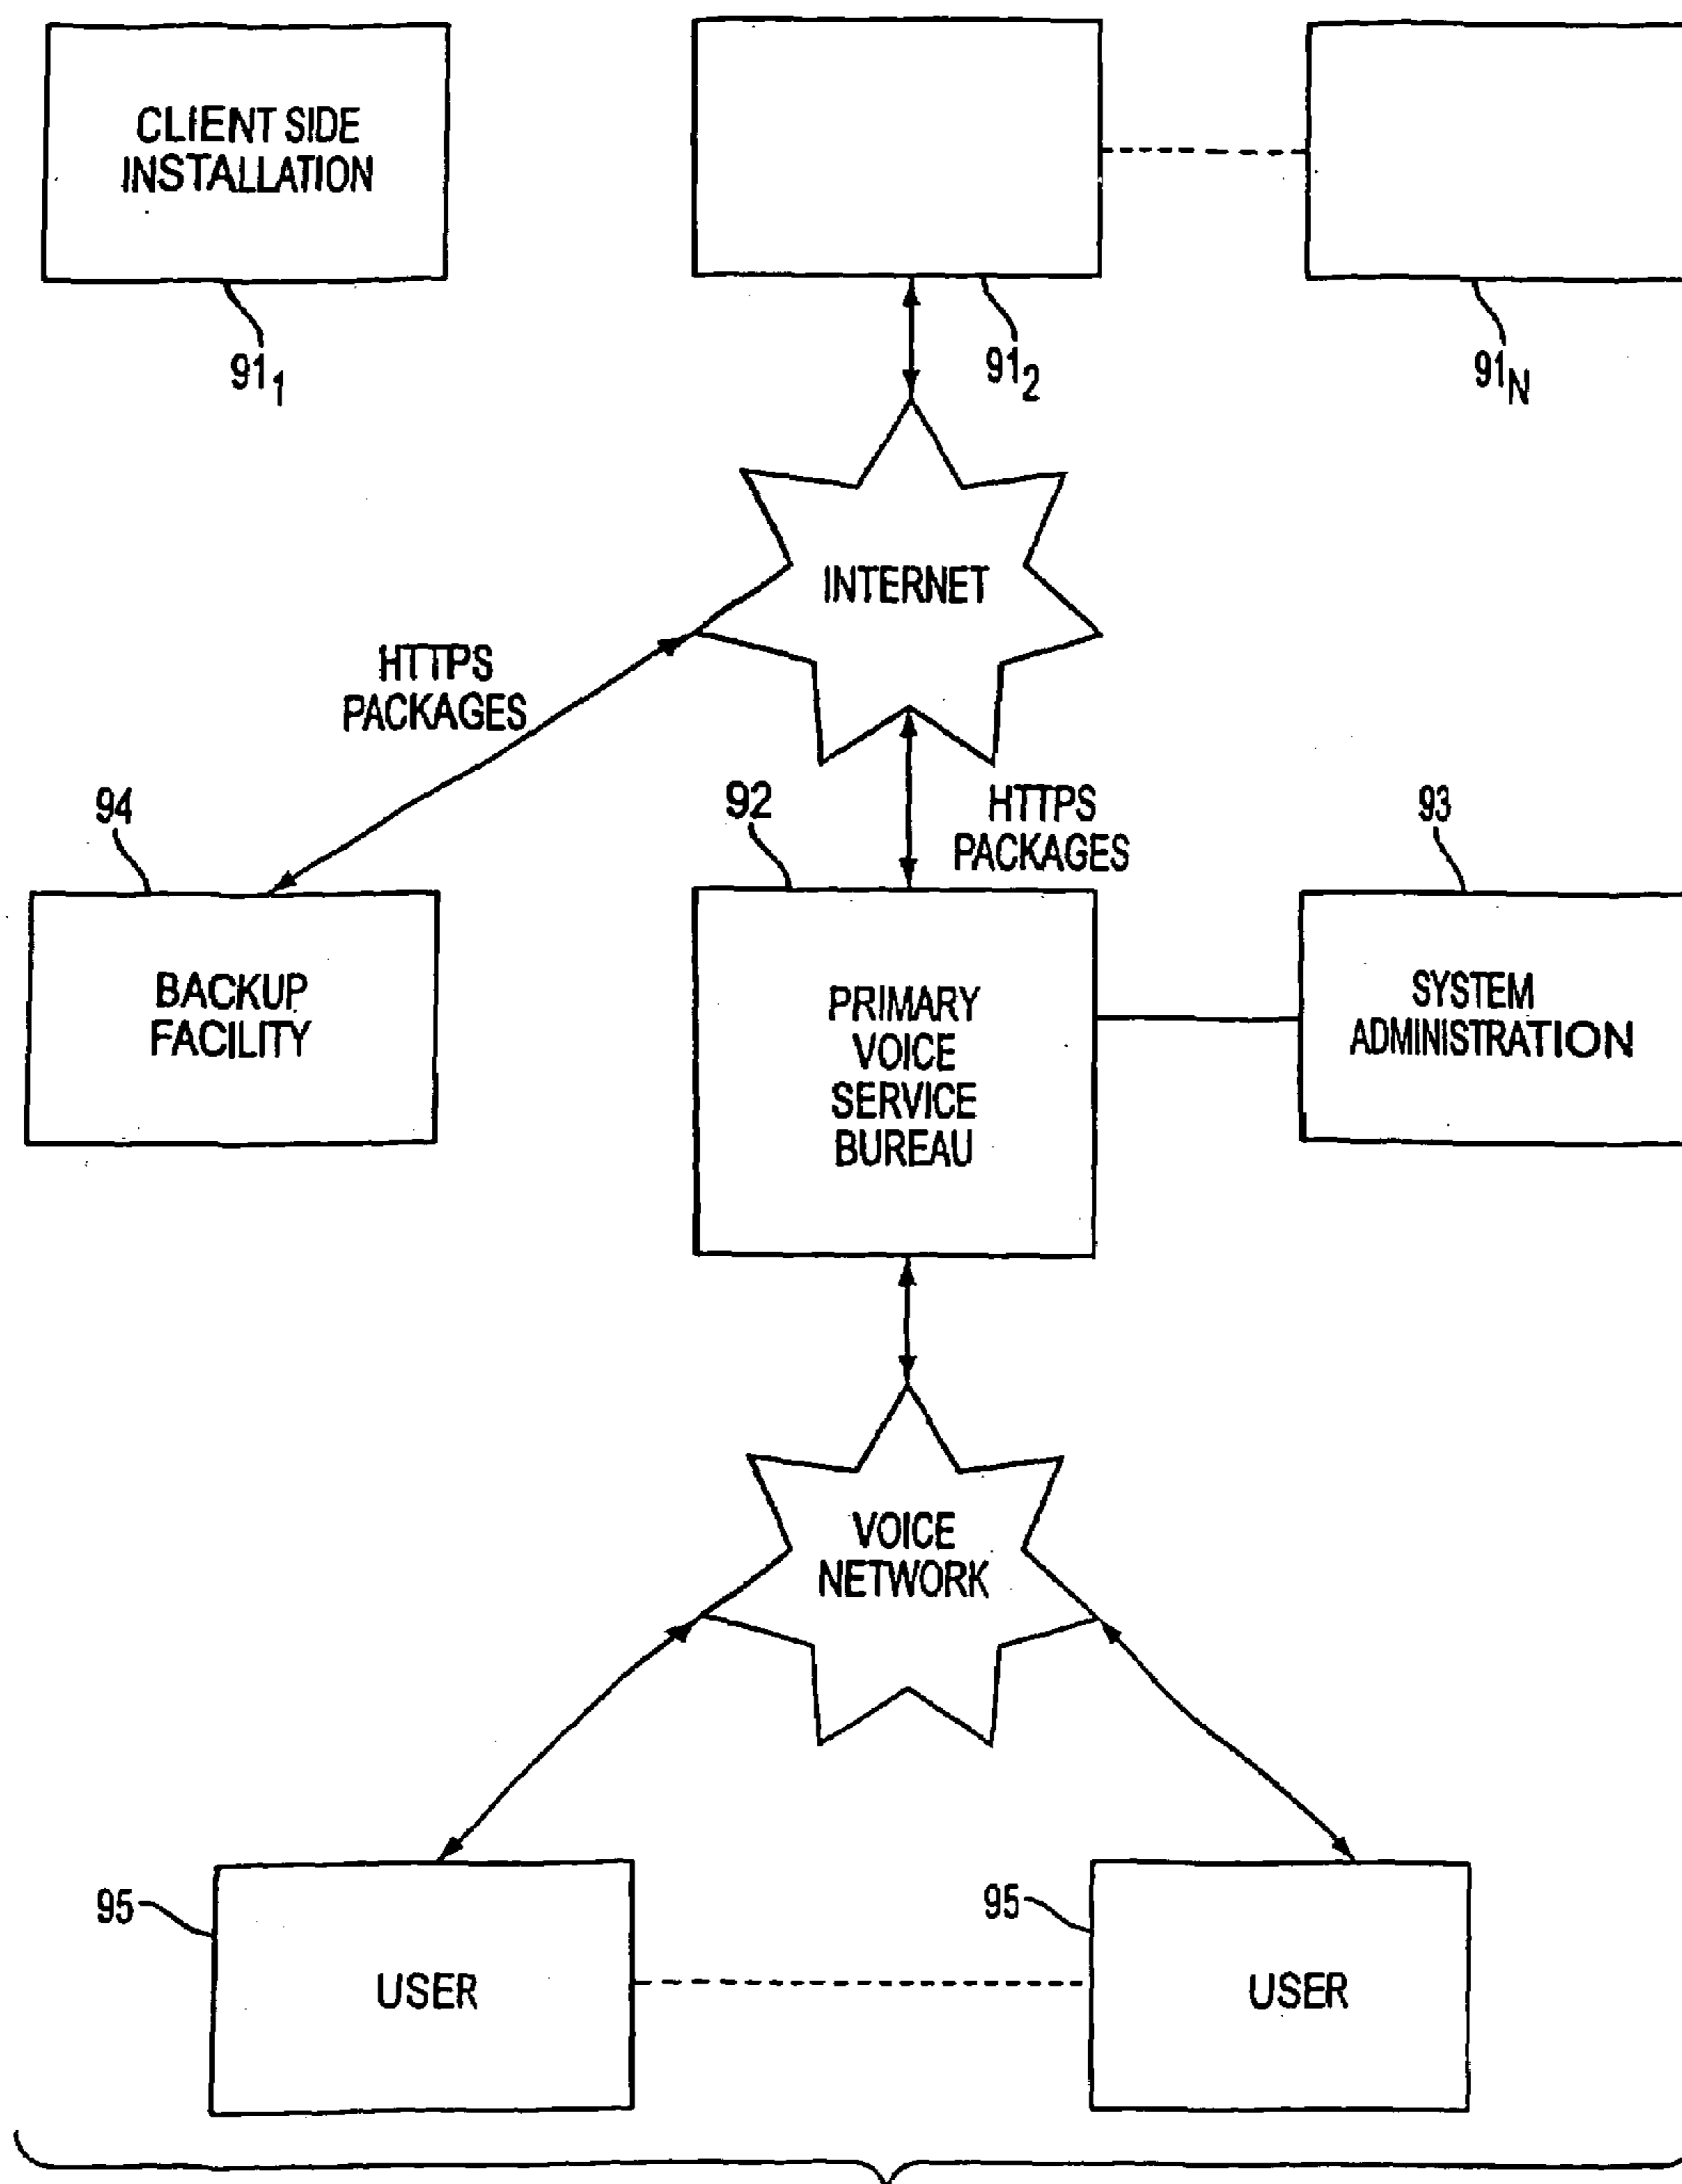 CLIENT SIDE
INSTALLATION
91₁
91₂
91N
INTERNET
HTTPS
PACKAGES
HTTPS
PACKAGES
94
92
93
BACKUP
FACILITY
PRIMARY
VOICE
SERVICE
BUREAU
SYSTEM
ADMINISTRATION
VOICE
NETWORK
95
USER
95
USER